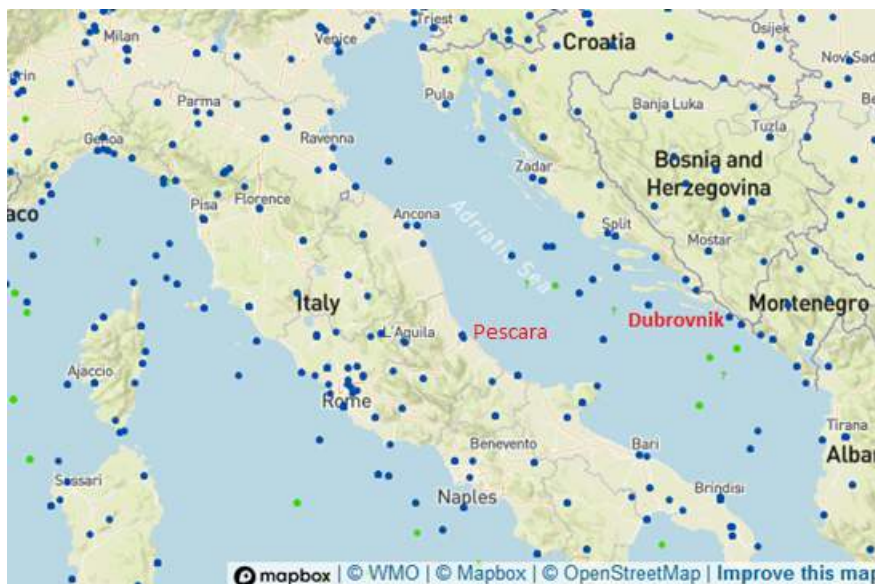 Milan
Venice
Triest
Croatia
Osijek
Novi Sad
Parma
Pula
Banja Luka
Tuzla
Genoa
Ravenna
Bosnia and
Herzegovina
Zadar
Pisa
Florence
aco
Ancona
Adriatic Sea
Split
Mostar
Italy
Pescara
Dubrovnik
Montenegro
L'Aquila
Ajaccio
Rome
Benevento
Bari
Tirana
Alba
Sassari
Naples
Brindisi
mapbox | © WMO | © Mapbox | © OpenStreetMap | Improve this map